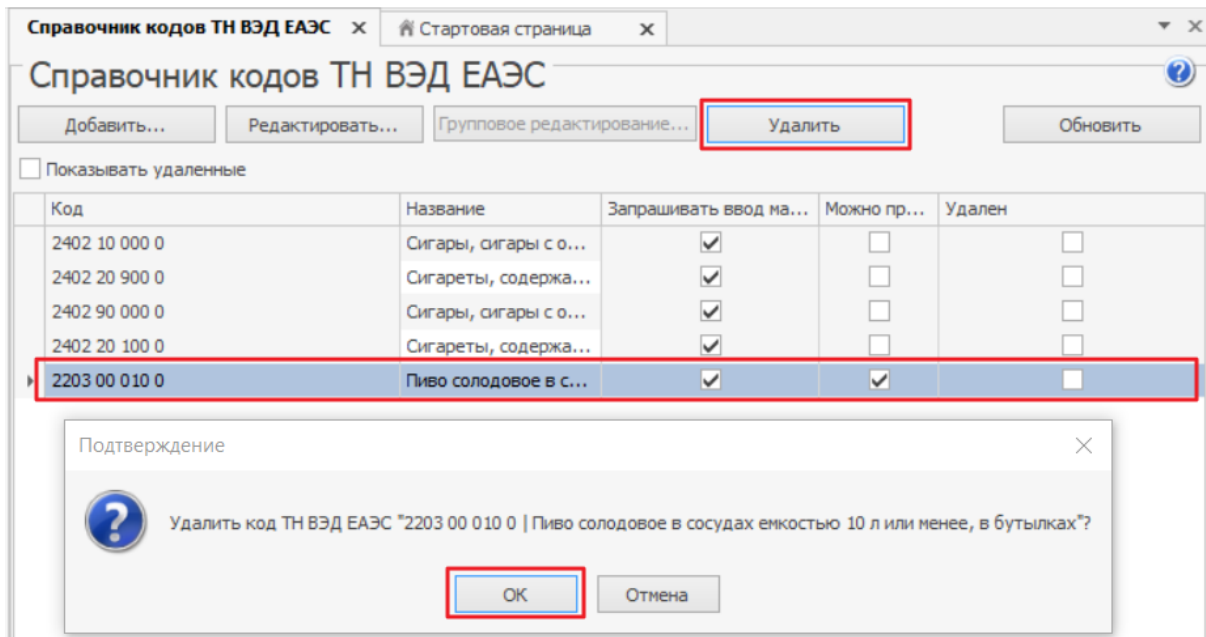 Справочник кодов ТН ВЭД ЕАЭС Стартовая страница
Справочник кодов ТН ВЭД ЕАЭС
Добавить... Редактировать... Групповое редактирование... Удалить Обновить
Показывать удаленные
Код Название Запрашивать ввод ма... Можно пр... Удален
2402 10 000 0 Сигары, сигары с о...
2402 20 900 0 Сигареты, содержа...
2402 90 000 0 Сигары, сигары с о...
2402 20 100 0 Сигареты, содержа...
2203 00 010 0 Пиво солодовое в с...
Подтверждение
Удалить код ТН ВЭД ЕАЭС "2203 00 010 0 | Пиво солодовое в сосудах емкостью 10 л или менее, в бутылках"?
ОК Отмена